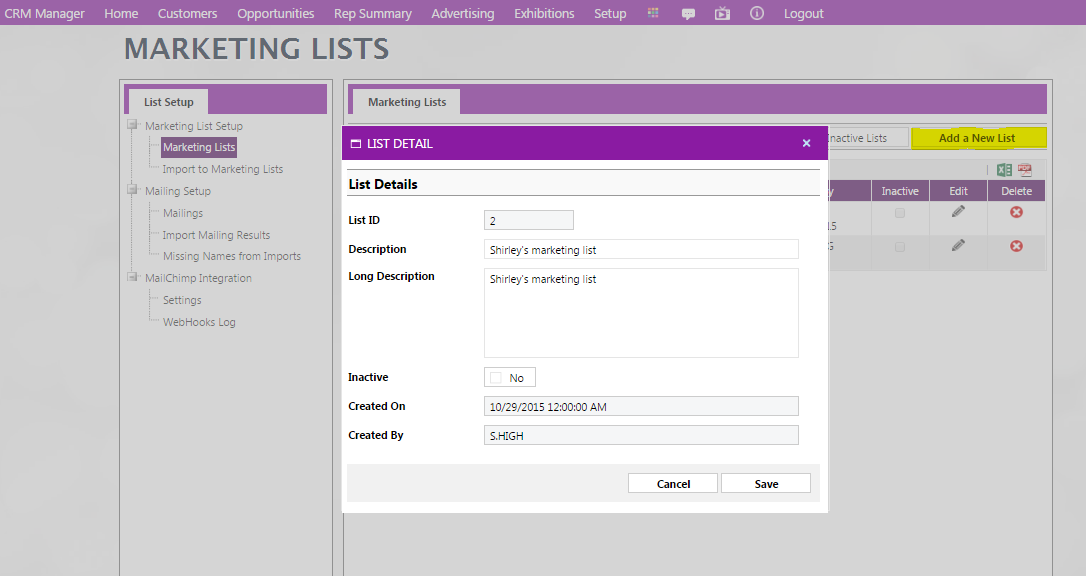 CRM Manager Home Customers Opportunities Rep Summary Advertising Exhibitions Setup Logout
MARKETING LISTS
List Setup
Marketing List Setup
Marketing Lists
Import to Marketing Lists
Mailing Setup
Mailings
Import Mailing Results
Missing Names from Imports
MailChimp Integration
Settings
WebHooks Log
Marketing Lists
Lists Add a New List
Inactive Edit Delete
LIST DETAIL
List Details
List ID 2
Description Shirley's marketing list
Long Description Shirley's marketing list
Inactive No
Created On 10/29/2015 12:00:00 AM
Created By S.HIGH
Cancel Save